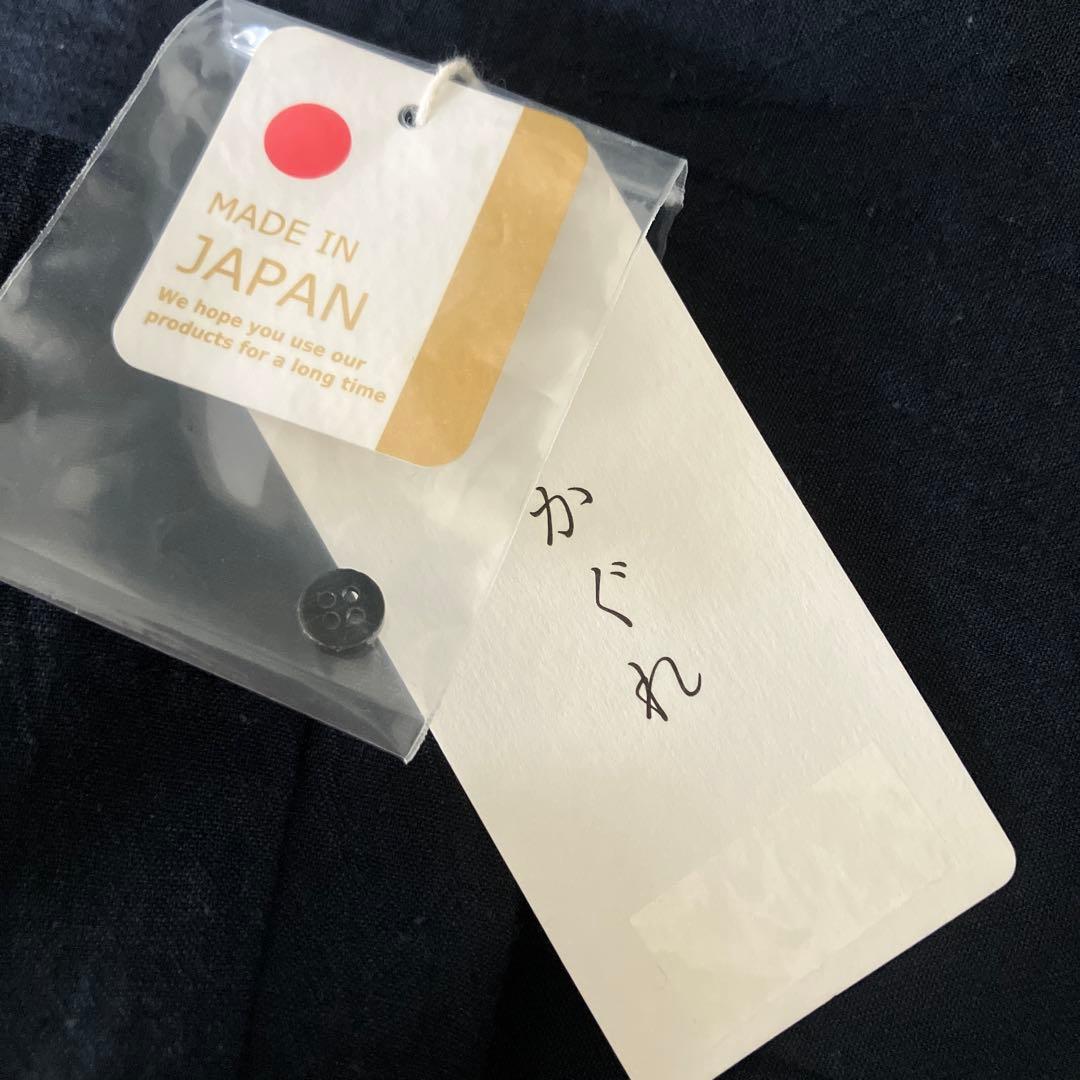 MADE IN
JAPAN
We hope you use our
products for a long time
かぐれ